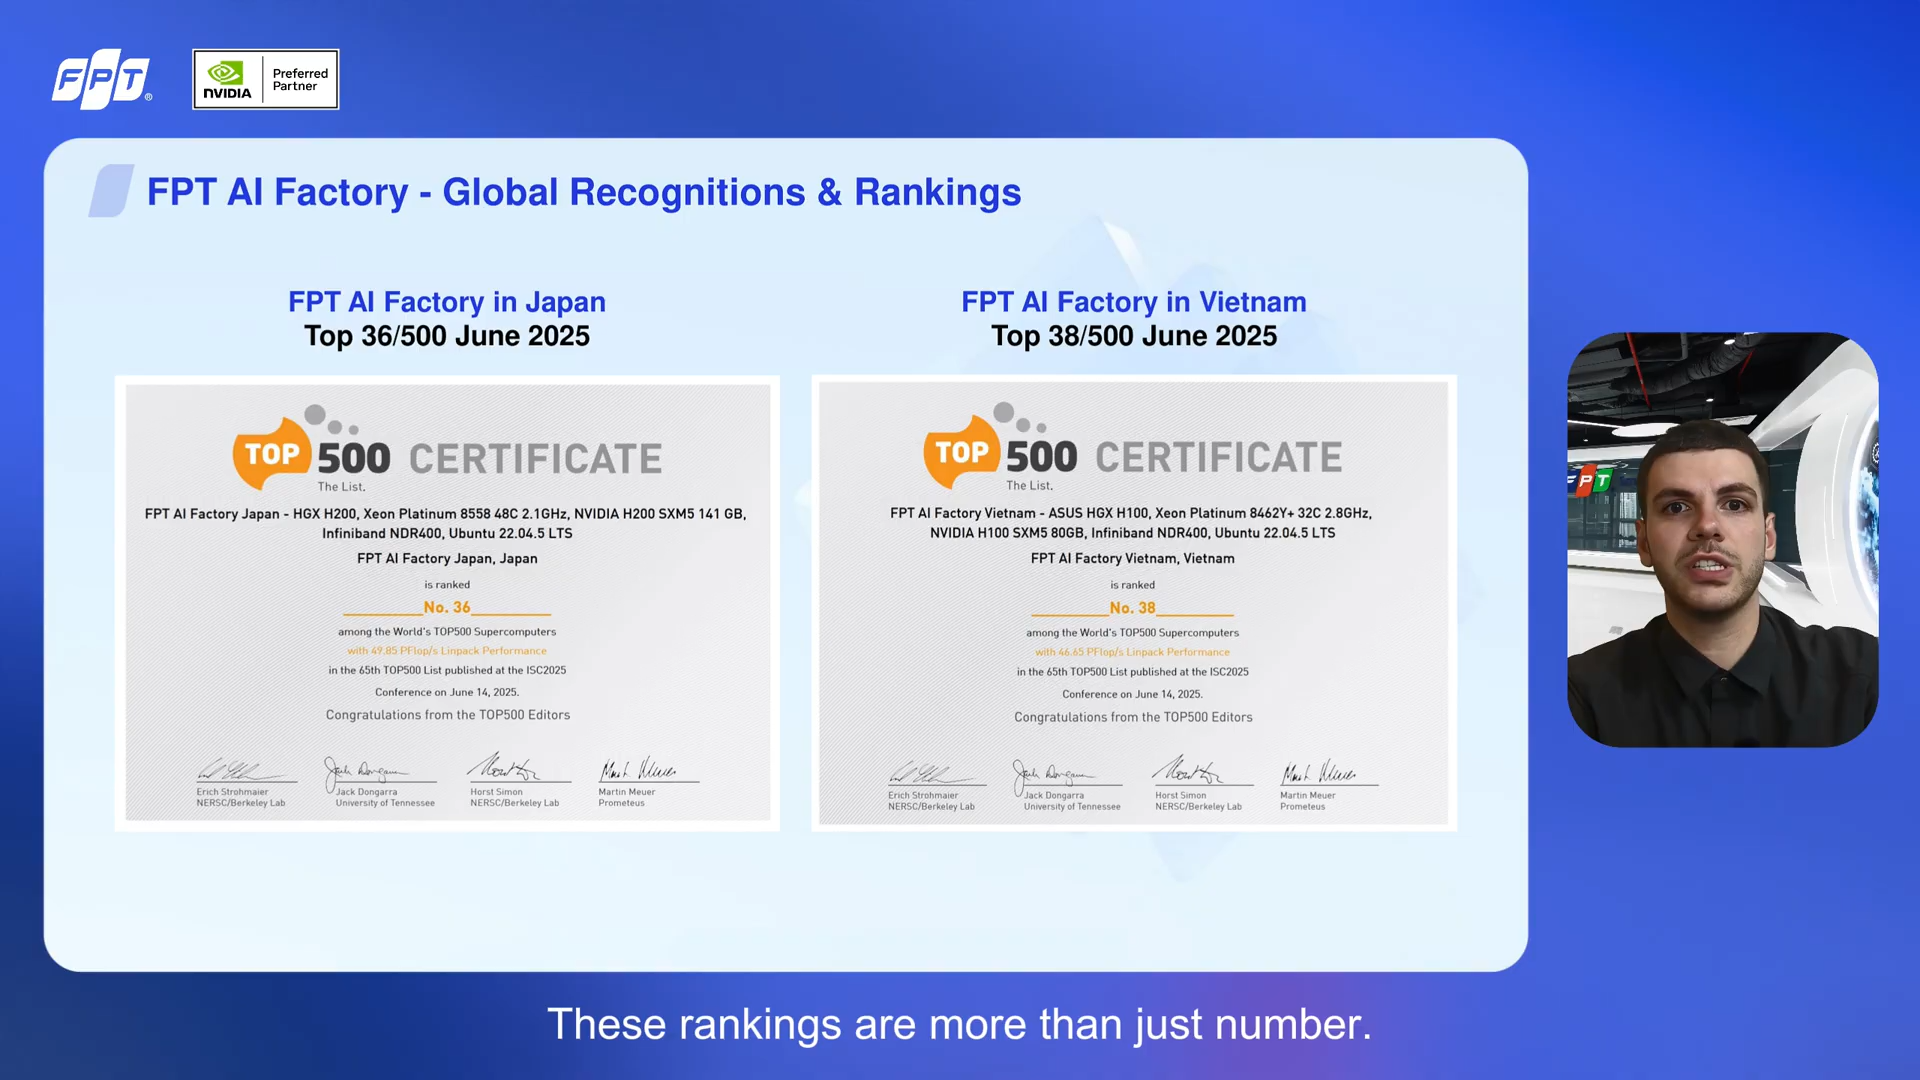 FPT®
NVIDIA
Preferred
Partner
FPT AI Factory - Global Recognitions & Rankings
FPT AI Factory in Japan
Top 36/500 June 2025
TOP 500 CERTIFICATE
The List.
FPT AI Factory Japan - HGX H200, Xeon Platinum 8558 48C 2.1GHz, NVIDIA H200 SXM5 141 GB,
Infiniband NDR400, Ubuntu 22.04.5 LTS
FPT AI Factory Japan, Japan
is ranked
No. 36
among the World's TOP500 Supercomputers
with 49.85 PFlop/s Linpack Performance
in the 65th TOP500 List published at the ISC2025
Conference on June 14, 2025.
Congratulations from the TOP500 Editors
Erich Strohmaier
NERSC/Berkeley Lab
Jack Dongarra
University of Tennessee
Horst Simon
NERSC/Berkeley Lab
Martin Meuer
Prometeus
FPT AI Factory in Vietnam
Top 38/500 June 2025
TOP 500 CERTIFICATE
The List.
FPT AI Factory Vietnam - ASUS HGX H100, Xeon Platinum 8462Y+ 32C 2.8GHz,
NVIDIA H100 SXM5 80GB, Infiniband NDR400, Ubuntu 22.04.5 LTS
FPT AI Factory Vietnam, Vietnam
is ranked
No. 38
among the World's TOP500 Supercomputers
with 46.65 PFlop/s Linpack Performance
in the 65th TOP500 List published at the ISC2025
Conference on June 14, 2025.
Congratulations from the TOP500 Editors
Erich Strohmaier
NERSC/Berkeley Lab
Jack Dongarra
University of Tennessee
Horst Simon
NERSC/Berkeley Lab
Martin Meuer
Prometeus
FPT
These rankings are more than just number.